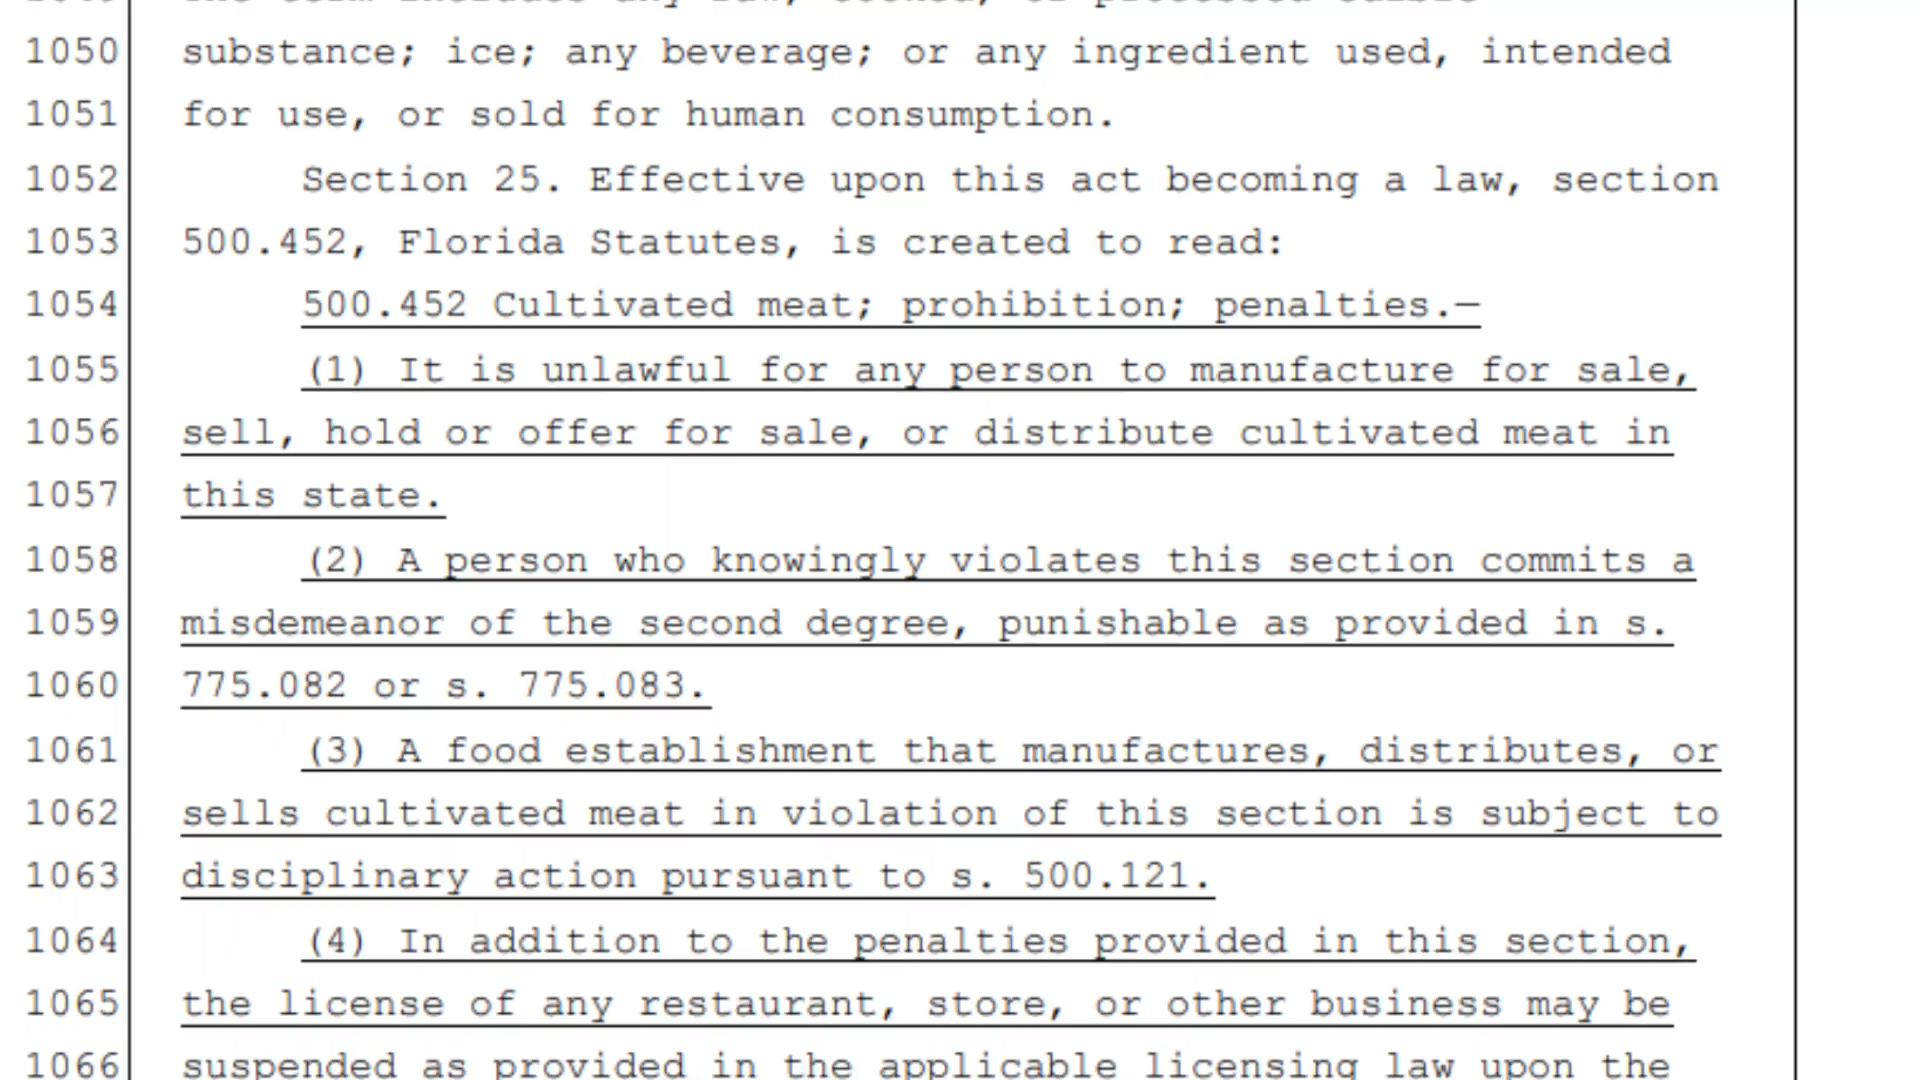 1050 substance; ice; any beverage; or any ingredient used, intended
1051 for use, or sold for human consumption.
1052 Section 25. Effective upon this act becoming a law, section
1053 500.452, Florida Statutes, is created to read:
1054 500.452 Cultivated meat; prohibition; penalties.—
1055 (1) It is unlawful for any person to manufacture for sale,
1056 sell, hold or offer for sale, or distribute cultivated meat in
1057 this state.
1058 (2) A person who knowingly violates this section commits a
1059 misdemeanor of the second degree, punishable as provided in s.
1060 775.082 or s. 775.083.
1061 (3) A food establishment that manufactures, distributes, or
1062 sells cultivated meat in violation of this section is subject to
1063 disciplinary action pursuant to s. 500.121.
1064 (4) In addition to the penalties provided in this section,
1065 the license of any restaurant, store, or other business may be
1066 suspended as provided in the applicable licensing law upon the